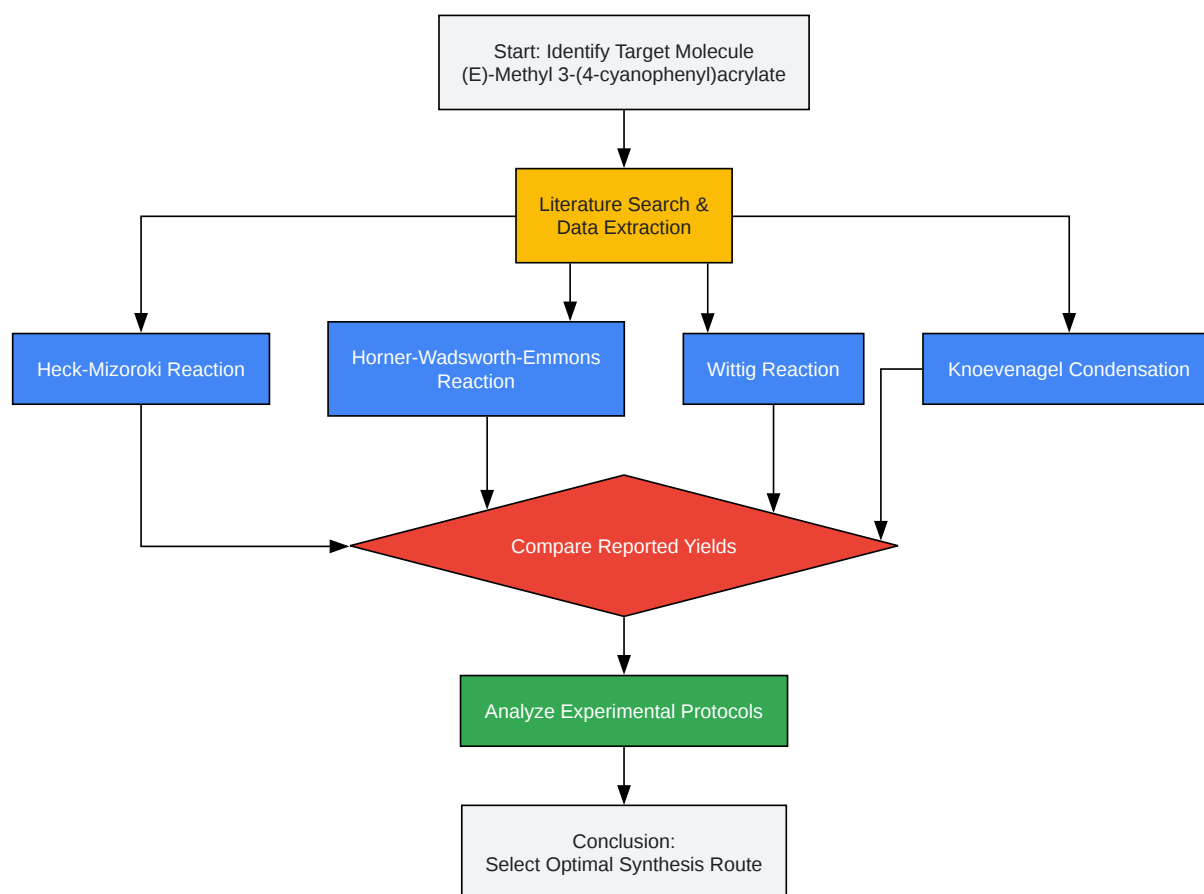 Start: Identify Target Molecule
(E)-Methyl 3-(4-cyanophenyl)acrylate
Literature Search &
Data Extraction
Heck-Mizoroki Reaction
Horner-Wadsworth-Emmons
Reaction
Wittig Reaction
Knoevenagel Condensation
Compare Reported Yields
Analyze Experimental Protocols
Conclusion:
Select Optimal Synthesis Route